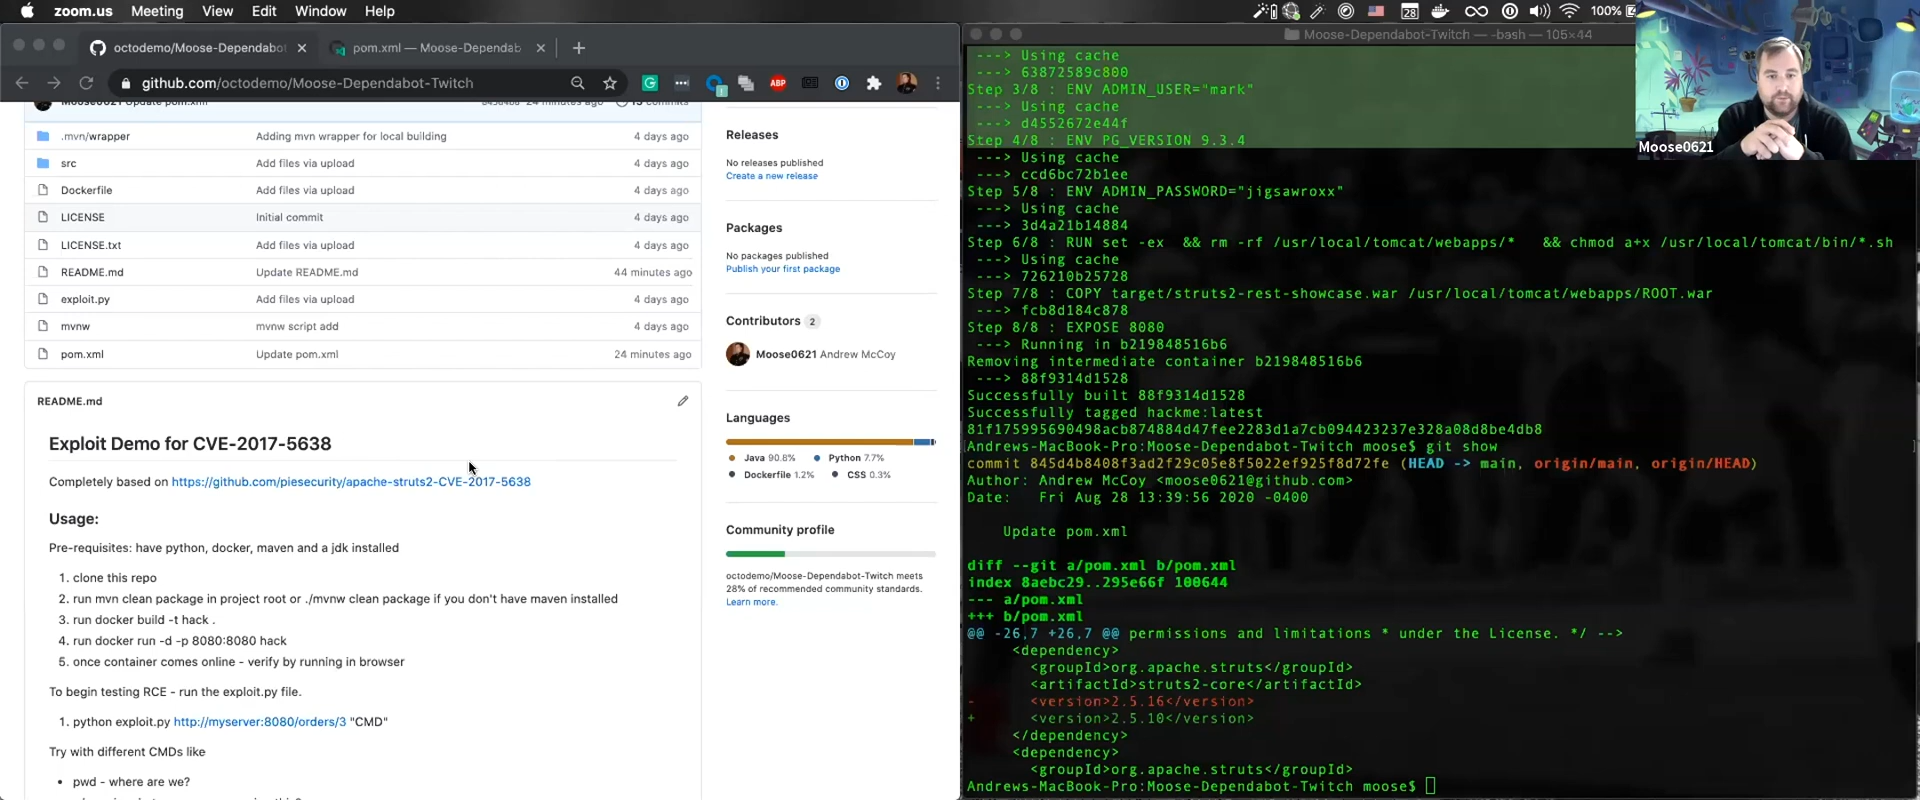 zoom.us Meeting View Edit Window Help
28 100%
octodemo/Moose-Dependabot
pom.xml — Moose-Dependab
Moose-Dependabot-Twitch — -bash — 105×44
github.com/octodemo/Moose-Dependabot-Twitch
ABP
Moose0621
Moose0621 Update pom.xml
24 minutes ago
commits
.mvn/wrapper Adding mvn wrapper for local building 4 days ago
src Add files via upload 4 days ago
Dockerfile Add files via upload 4 days ago
LICENSE Initial commit 4 days ago
LICENSE.txt Add files via upload 4 days ago
README.md Update README.md 44 minutes ago
exploit.py Add files via upload 4 days ago
mvnw mvnw script add 4 days ago
pom.xml Update pom.xml 24 minutes ago
README.md
Exploit Demo for CVE-2017-5638
Completely based on https://github.com/piesecurity/apache-struts2-CVE-2017-5638
Usage:
Pre-requisites: have python, docker, maven and a jdk installed
1. clone this repo
2. run mvn clean package in project root or ./mvnw clean package if you don't have maven installed
3. run docker build -t hack .
4. run docker run -d -p 8080:8080 hack
5. once container comes online - verify by running in browser
To begin testing RCE - run the exploit.py file.
1. python exploit.py http://myserver:8080/orders/3 "CMD"
Try with different CMDs like
• pwd - where are we?
Releases
No releases published
Create a new release
Packages
No packages published
Publish your first package
Contributors 2
Moose0621 Andrew McCoy
Languages
Java 90.8% Python 7.7%
Dockerfile 1.2% CSS 0.3%
Community profile
octodemo/Moose-Dependabot-Twitch meets
28% of recommended community standards.
Learn more.
---> Using cache
---> 63872589c800
Step 3/8 : ENV ADMIN_USER="mark"
---> Using cache
---> d4552672e44f
Step 4/8 : ENV PG_VERSION 9.3.4
---> Using cache
---> ccd6bc72b1ee
Step 5/8 : ENV ADMIN_PASSWORD="jigsawroxx"
---> Using cache
---> 3d4a21b14884
Step 6/8 : RUN set -ex && rm -rf /usr/local/tomcat/webapps/* && chmod a+x /usr/local/tomcat/bin/*.sh
---> Using cache
---> 726210b25728
Step 7/8 : COPY target/struts2-rest-showcase.war /usr/local/tomcat/webapps/ROOT.war
---> fcb8d184c878
Step 8/8 : EXPOSE 8080
---> Running in b219848516b6
Removing intermediate container b219848516b6
---> 88f9314d1528
Successfully built 88f9314d1528
Successfully tagged hackme:latest
81f175995690498acb874884d47fee2283d1a7cb094423237e328a08d8be4db8
Andrews-MacBook-Pro:Moose-Dependabot-Twitch moose$ git show
commit 845d4b8408f3ad2f29c05e8f5022ef925f8d72fe (HEAD -> main, origin/main, origin/HEAD)
Author: Andrew McCoy <moose0621@github.com>
Date: Fri Aug 28 13:39:56 2020 -0400
Update pom.xml
diff --git a/pom.xml b/pom.xml
index 8aebc29..295e66f 100644
--- a/pom.xml
+++ b/pom.xml
@@ -26,7 +26,7 @@ permissions and limitations * under the License. */ -->
<dependency>
<groupId>org.apache.struts</groupId>
<artifactId>struts2-core</artifactId>
- <version>2.5.16</version>
+ <version>2.5.10</version>
</dependency>
<dependency>
<groupId>org.apache.struts</groupId>
Andrews-MacBook-Pro:Moose-Dependabot-Twitch moose$